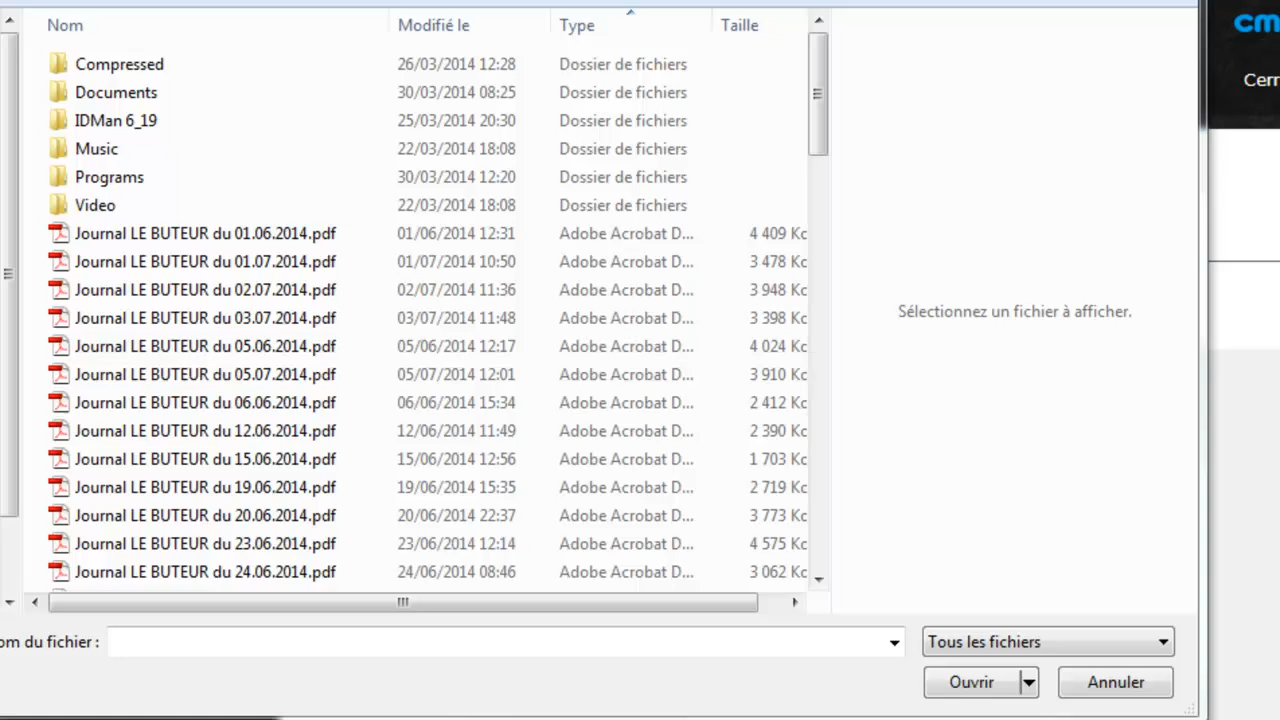 Nom Modifié le Type Taille
Compressed 26/03/2014 12:28 Dossier de fichiers
Documents 30/03/2014 08:25 Dossier de fichiers
IDMan 6_19 25/03/2014 20:30 Dossier de fichiers
Music 22/03/2014 18:08 Dossier de fichiers
Programs 30/03/2014 12:20 Dossier de fichiers
Video 22/03/2014 18:08 Dossier de fichiers
Journal LE BUTEUR du 01.06.2014.pdf 01/06/2014 12:31 Adobe Acrobat D... 4 409 Kc
Journal LE BUTEUR du 01.07.2014.pdf 01/07/2014 10:50 Adobe Acrobat D... 3 478 Kc
Journal LE BUTEUR du 02.07.2014.pdf 02/07/2014 11:36 Adobe Acrobat D... 3 948 Kc
Journal LE BUTEUR du 03.07.2014.pdf 03/07/2014 11:48 Adobe Acrobat D... 3 398 Kc
Journal LE BUTEUR du 05.06.2014.pdf 05/06/2014 12:17 Adobe Acrobat D... 4 024 Kc
Journal LE BUTEUR du 05.07.2014.pdf 05/07/2014 12:01 Adobe Acrobat D... 3 910 Kc
Journal LE BUTEUR du 06.06.2014.pdf 06/06/2014 15:34 Adobe Acrobat D... 2 412 Kc
Journal LE BUTEUR du 12.06.2014.pdf 12/06/2014 11:49 Adobe Acrobat D... 2 390 Kc
Journal LE BUTEUR du 15.06.2014.pdf 15/06/2014 12:56 Adobe Acrobat D... 1 703 Kc
Journal LE BUTEUR du 19.06.2014.pdf 19/06/2014 15:35 Adobe Acrobat D... 2 719 Kc
Journal LE BUTEUR du 20.06.2014.pdf 20/06/2014 22:37 Adobe Acrobat D... 3 773 Kc
Journal LE BUTEUR du 23.06.2014.pdf 23/06/2014 12:14 Adobe Acrobat D... 4 575 Kc
Journal LE BUTEUR du 24.06.2014.pdf 24/06/2014 08:46 Adobe Acrobat D... 3 062 Kc
Sélectionnez un fichier à afficher.
om du fichier :
Tous les fichiers
Ouvrir Annuler